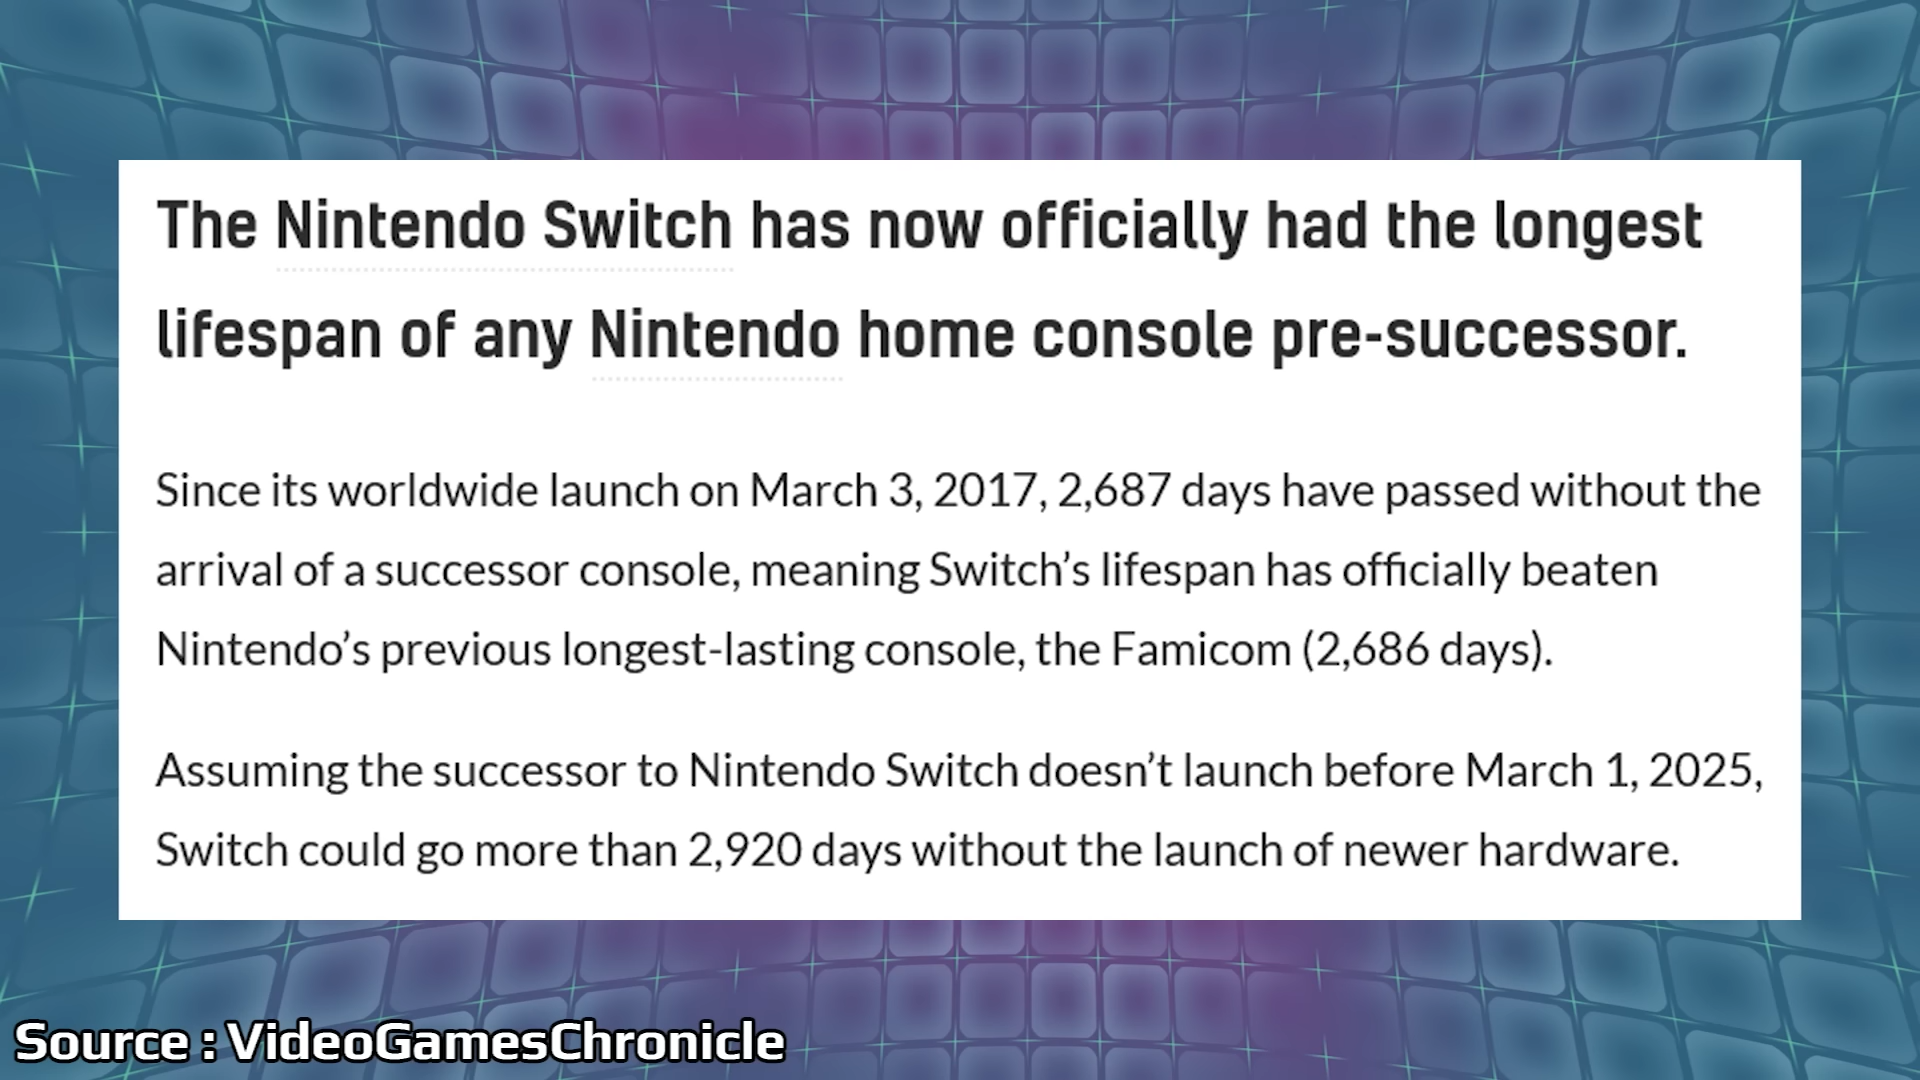 The Nintendo Switch has now officially had the longest
lifespan of any Nintendo home console pre-successor.
Since its worldwide launch on March 3, 2017, 2,687 days have passed without the
arrival of a successor console, meaning Switch’s lifespan has officially beaten
Nintendo’s previous longest-lasting console, the Famicom (2,686 days).
Assuming the successor to Nintendo Switch doesn’t launch before March 1, 2025,
Switch could go more than 2,920 days without the launch of newer hardware.
Source : VideoGamesChronicle